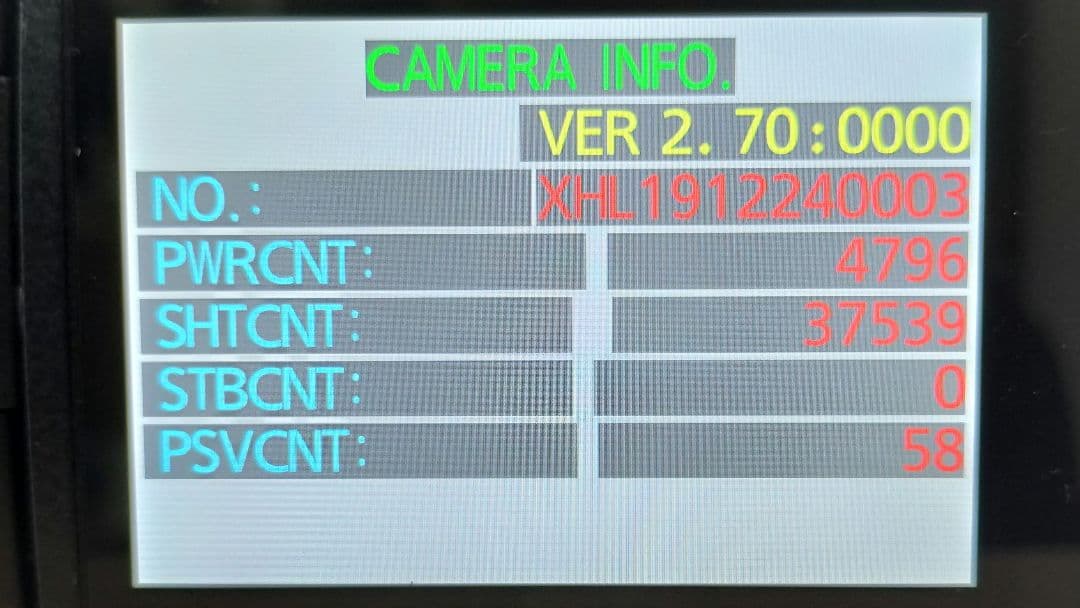 CAMERA INFO.
VER 2. 70:0000
NO.: XHL1912240003
PWRCNT: 4796
SHTCNT: 37539
STBCNT: 0
PSVCNT: 58